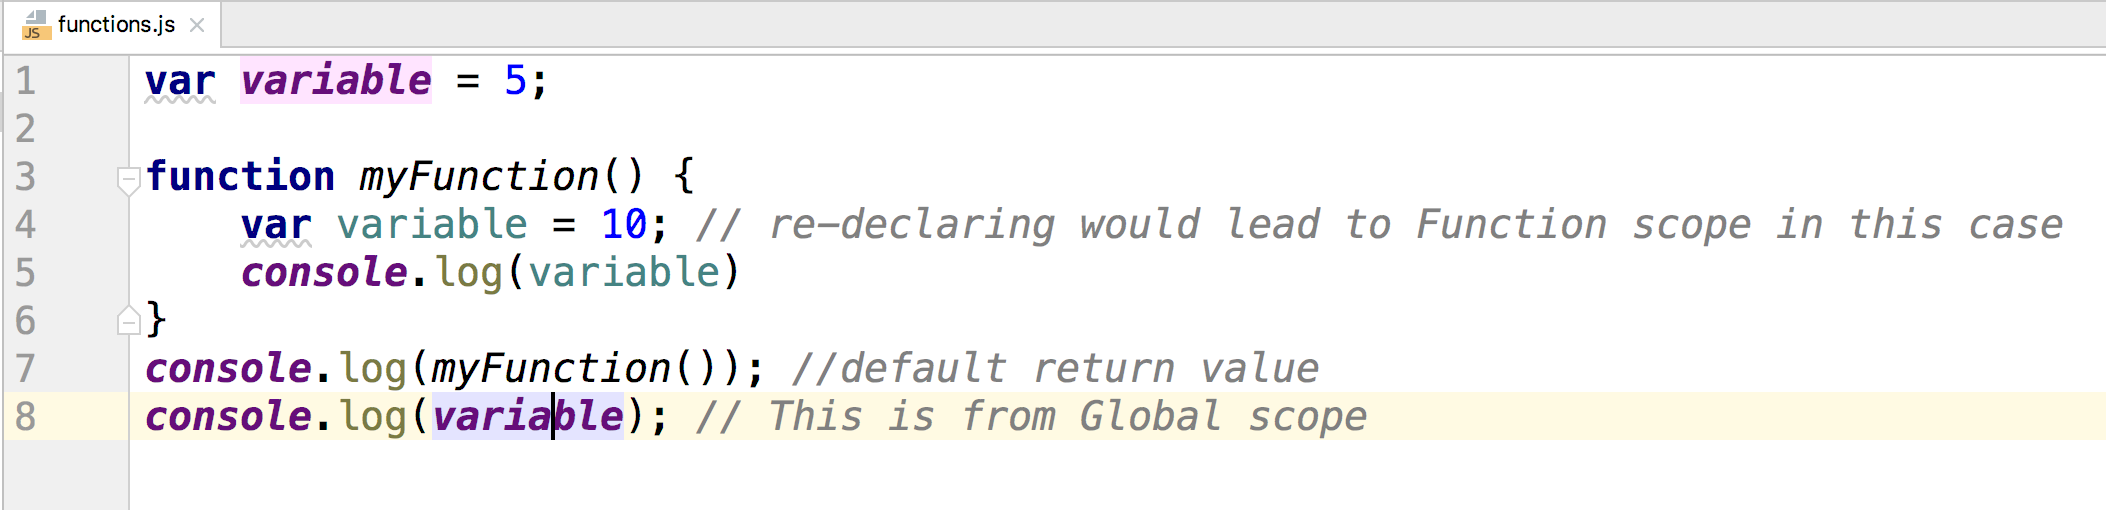 JS functions.js ×
1 var variable = 5;
2
3 function myFunction() {
4     var variable = 10; // re-declaring would lead to Function scope in this case
5     console.log(variable)
6 }
7 console.log(myFunction()); //default return value
8 console.log(variable); // This is from Global scope